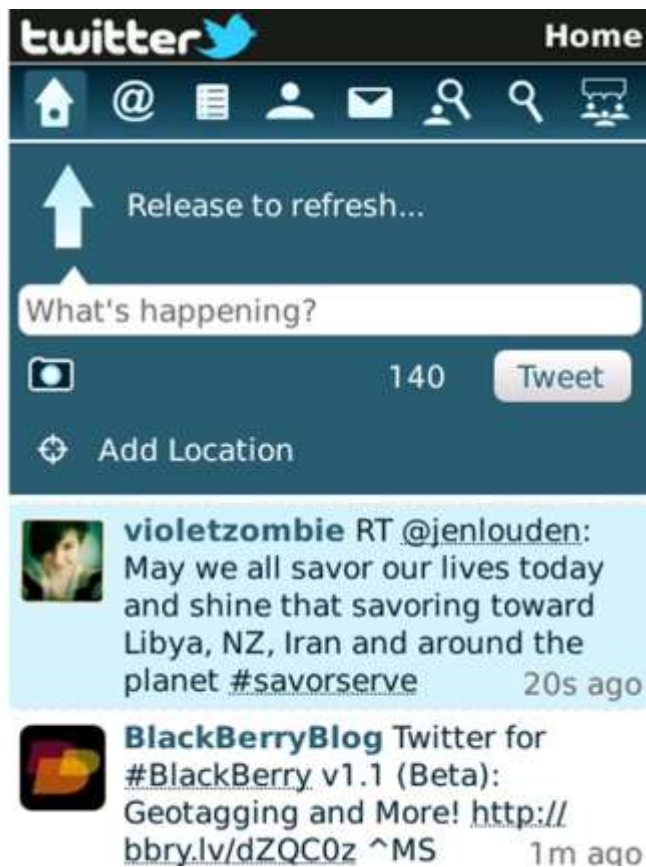 twitter Home
@
Release to refresh...
What's happening?
140 Tweet
Add Location
violetzombie RT @jenlouden:
May we all savor our lives today
and shine that savoring toward
Libya, NZ, Iran and around the
planet #savorserve 20s ago
BlackBerryBlog Twitter for
#BlackBerry v1.1 (Beta):
Geotagging and More! http://
bbry.lv/dZQC0z ^MS 1m ago